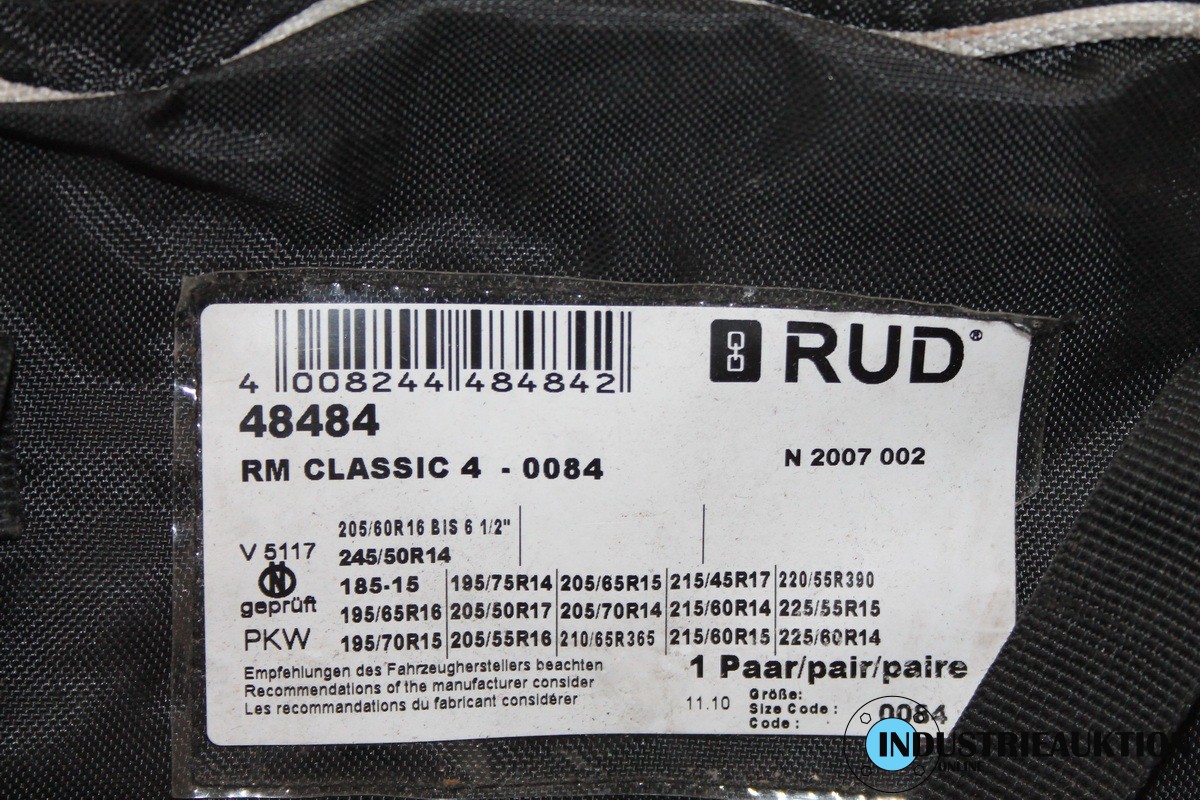 RUD®
4 008244 484842
48484
RM CLASSIC 4 - 0084
N 2007 002
205/60R16 BIS 6 1/2"
V 5117
245/50R14
N
geprüft
185-15 195/75R14 205/65R15 215/45R17 220/55R390
195/65R16 205/50R17 205/70R14 215/60R14 225/55R15
PKW
195/70R15 205/55R16 210/65R365 215/60R15 225/60R14
Empfehlungen des Fahrzeugherstellers beachten
Recommendations of the manufacturer consider
Les recommandations du fabricant considérer
1 Paar/pair/paire
11.10
Größe:
Size Code :
Code :
0084
INDUSTRIEAUKTIO
ONLINE